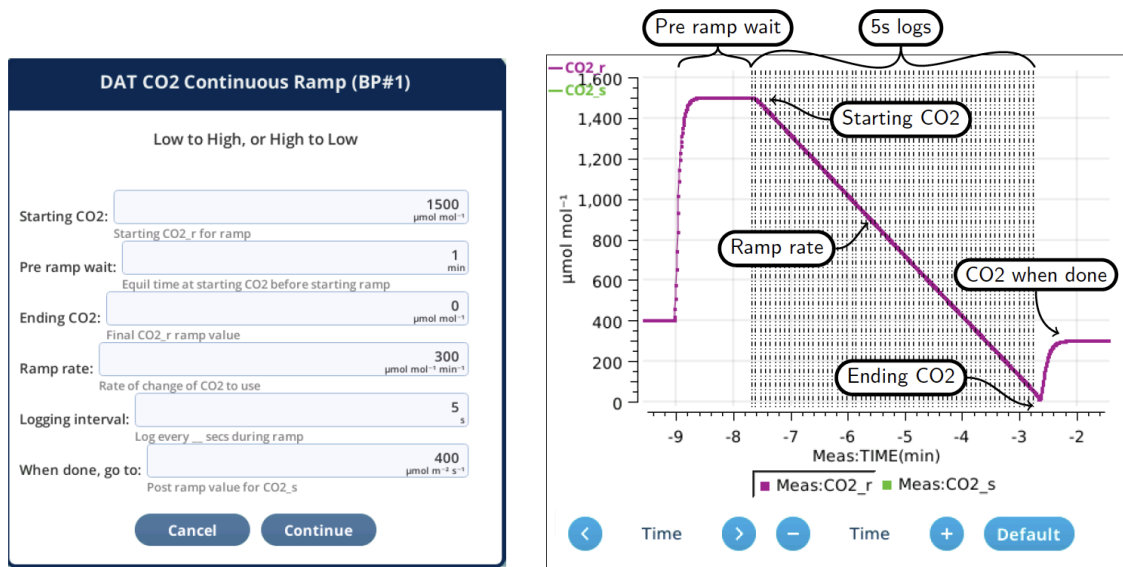 DAT CO2 Continuous Ramp (BP#1)
Low to High, or High to Low
Starting CO2:
1500
μmol mol⁻¹
Starting CO2_r for ramp
Pre ramp wait:
1
min
Equil time at starting CO2 before starting ramp
Ending CO2:
0
μmol mol⁻¹
Final CO2_r ramp value
Ramp rate:
300
μmol mol⁻¹ min⁻¹
Rate of change of CO2 to use
Logging interval:
5
s
Log every __ secs during ramp
When done, go to:
400
μmol m⁻² s⁻¹
Post ramp value for CO2_s
Cancel
Continue
Pre ramp wait
5s logs
CO2_r
CO2_s
1,600
1,400
1,200
1,000
800
600
400
200
0
μmol mol⁻¹
Starting CO2
Ramp rate
CO2 when done
Ending CO2
-9 -8 -7 -6 -5 -4 -3 -2
Meas:TIME(min)
Meas:CO2_r Meas:CO2_s
< Time > − Time + Default